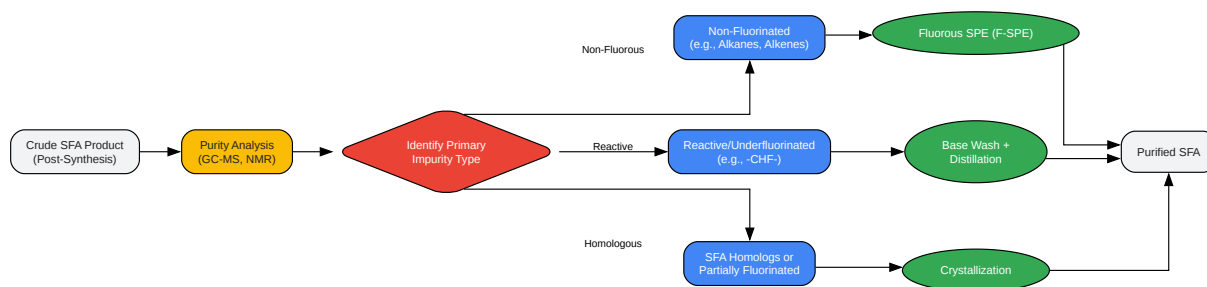 Crude SFA Product
(Post-Synthesis)
Purity Analysis
(GC-MS, NMR)
Identify Primary
Impurity Type
Non-Fluorous
Non-Fluorinated
(e.g., Alkanes, Alkenes)
Fluorous SPE (F-SPE)
Reactive
Reactive/Underfluorinated
(e.g., -CHF-)
Base Wash +
Distillation
Homologous
SFA Homologs or
Partially Fluorinated
Crystallization
Purified SFA